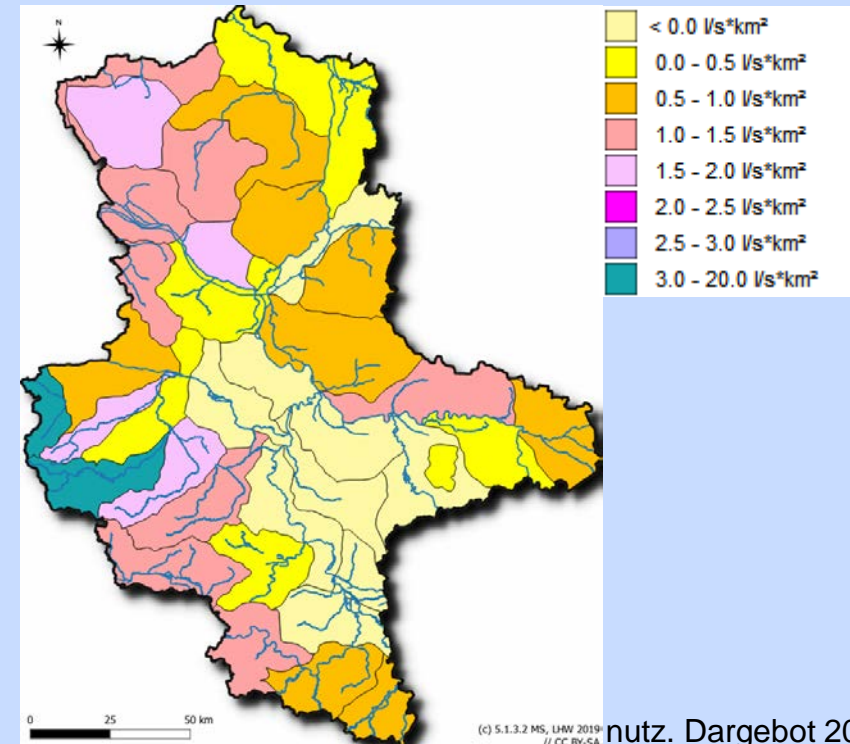 N
< 0.0 l/s*km²
0.0 - 0.5 l/s*km²
0.5 - 1.0 l/s*km²
1.0 - 1.5 l/s*km²
1.5 - 2.0 l/s*km²
2.0 - 2.5 l/s*km²
2.5 - 3.0 l/s*km²
3.0 - 20.0 l/s*km²
0 25 50 km
(c) 5.1.3.2 MS, LHW 2019
// CC BY-SA
nutz. Dargebot 20